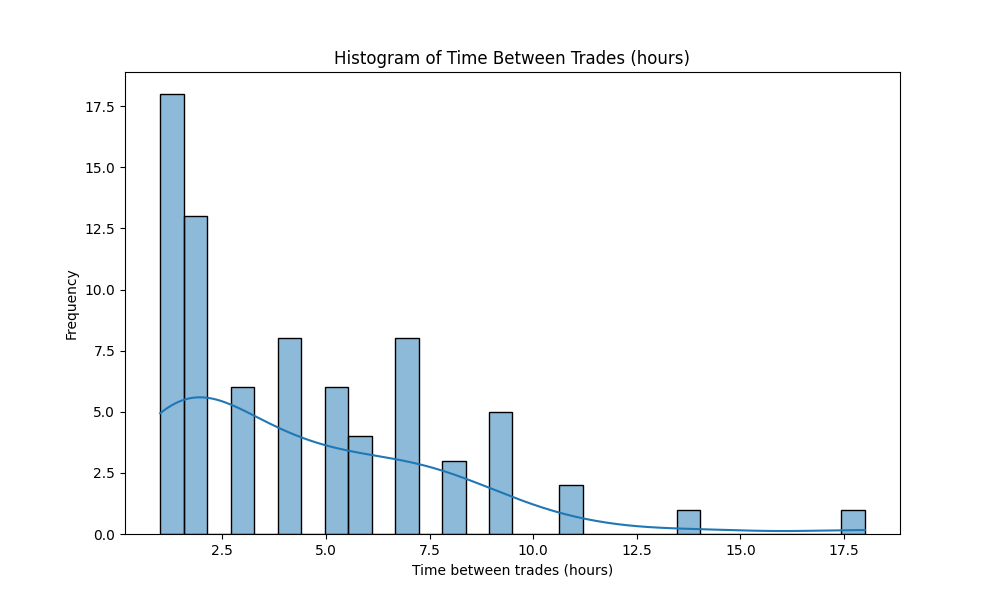 Histogram of Time Between Trades (hours)
17.5
15.0
12.5
10.0
7.5
5.0
2.5
0.0
Frequency
2.5 5.0 7.5 10.0 12.5 15.0 17.5
Time between trades (hours)